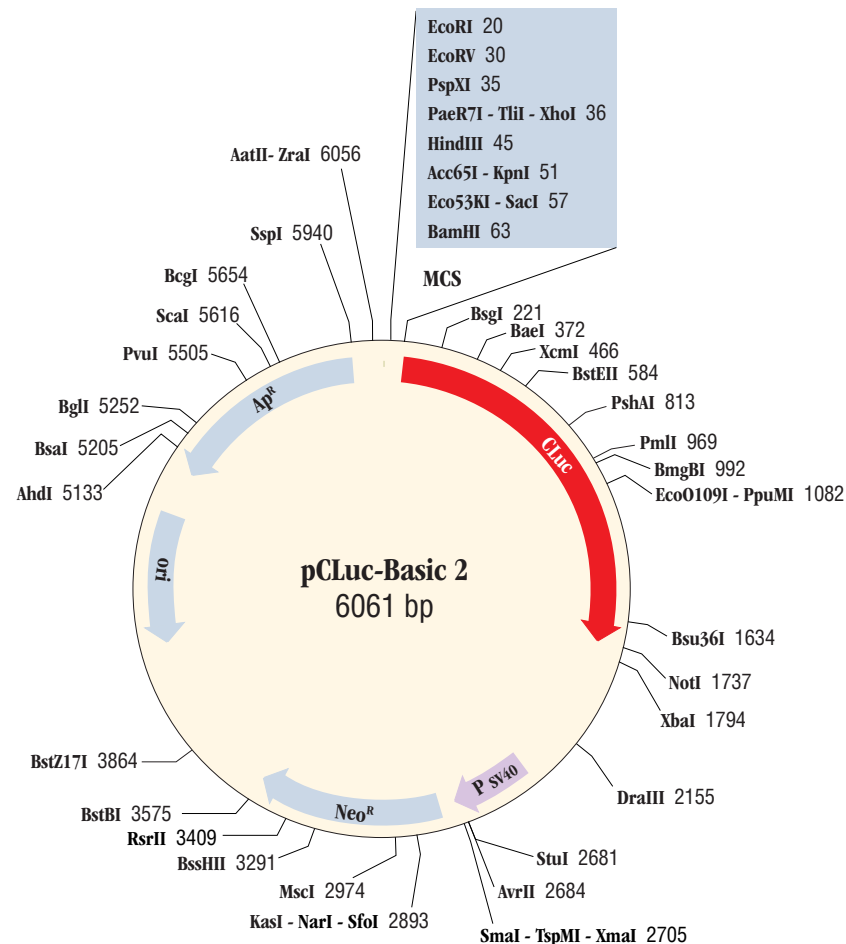 EcoRI 20
EcoRV 30
PspXI 35
PaeR7I - TliI - XhoI 36
HindIII 45
Acc65I - KpnI 51
Eco53KI - SacI 57
BamHI 63
MCS
AatII- ZraI 6056
SspI 5940
BcgI 5654
ScaI 5616
PvuI 5505
BglI 5252
BsaI 5205
AhdI 5133
BsgI 221
BaeI 372
XcmI 466
BstEII 584
PshAI 813
PmlI 969
BmgBI 992
EcoO109I - PpuMI 1082
Ap^R
CLuc
ori
pCLuc-Basic 2
6061 bp
Bsu36I 1634
NotI 1737
XbaI 1794
DraIII 2155
P SV40
Neo^R
StuI 2681
AvrII 2684
SmaI - TspMI - XmaI 2705
BstZ17I 3864
BstBI 3575
RsrII 3409
BssHII 3291
MscI 2974
KasI - NarI - SfoI 2893